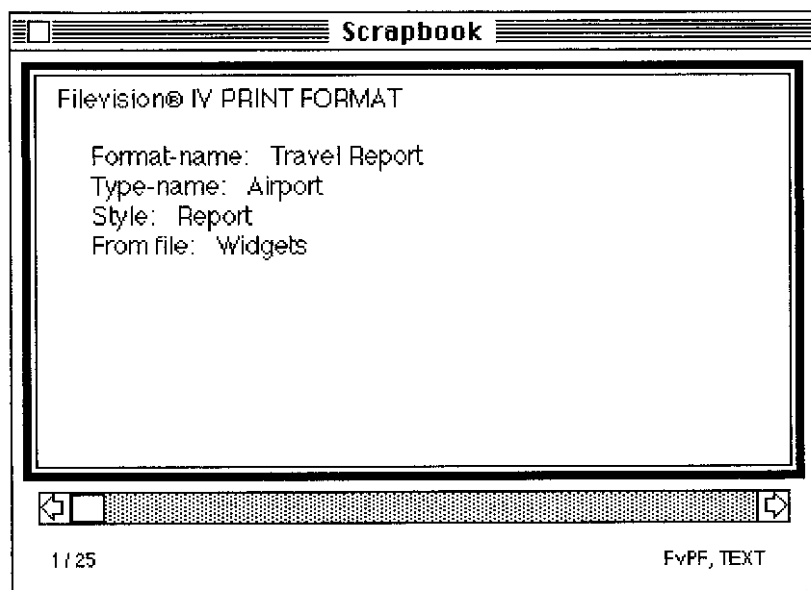 Scrapbook
Filevision® IV PRINT FORMAT
Format-name: Travel Report
Type-name: Airport
Style: Report
From file: Widgets
1 / 25
FvPF, TEXT